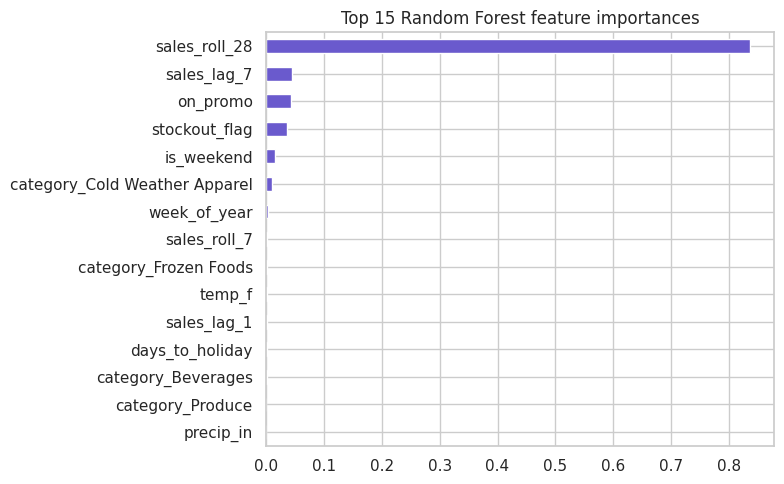 Top 15 Random Forest feature importances
sales_roll_28
sales_lag_7
on_promo
stockout_flag
is_weekend
category_Cold Weather Apparel
week_of_year
sales_roll_7
category_Frozen Foods
temp_f
sales_lag_1
days_to_holiday
category_Beverages
category_Produce
precip_in
0.0 0.1 0.2 0.3 0.4 0.5 0.6 0.7 0.8